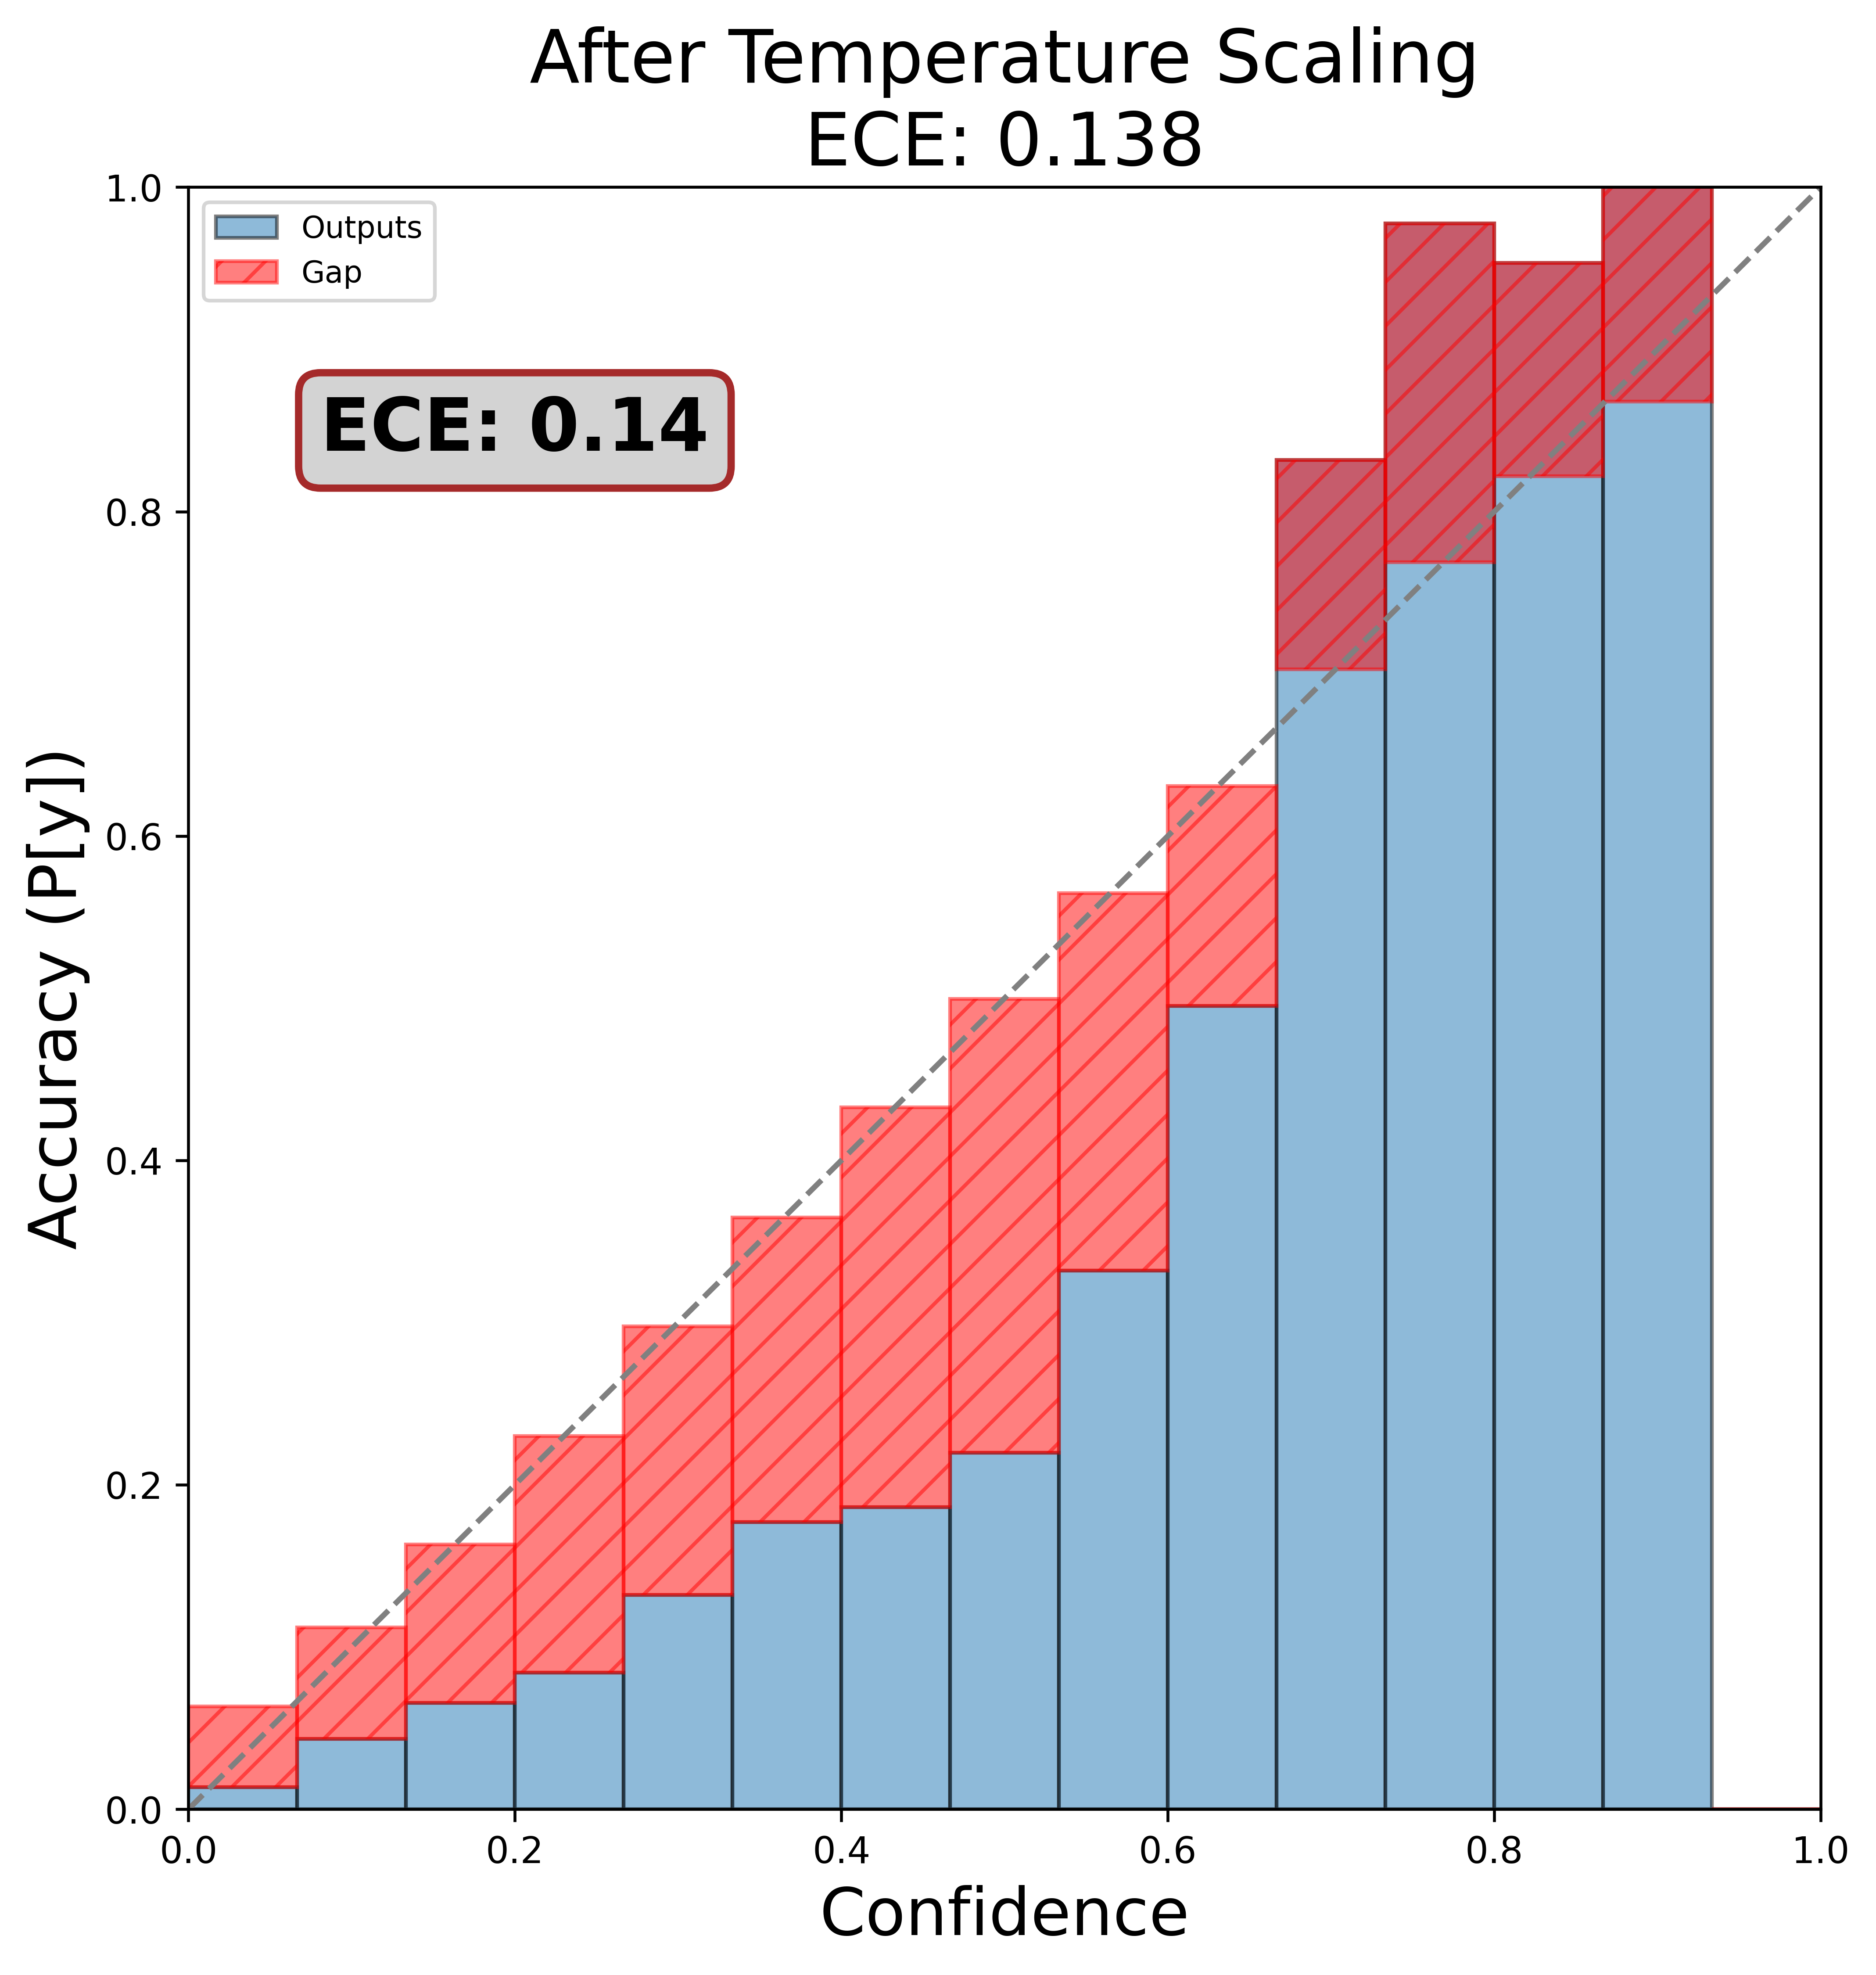 After Temperature Scaling
ECE: 0.138
1.0
0.8
0.6
0.4
0.2
0.0
Accuracy (P[y])
Outputs
Gap
ECE: 0.14
0.0 0.2 0.4 0.6 0.8 1.0
Confidence